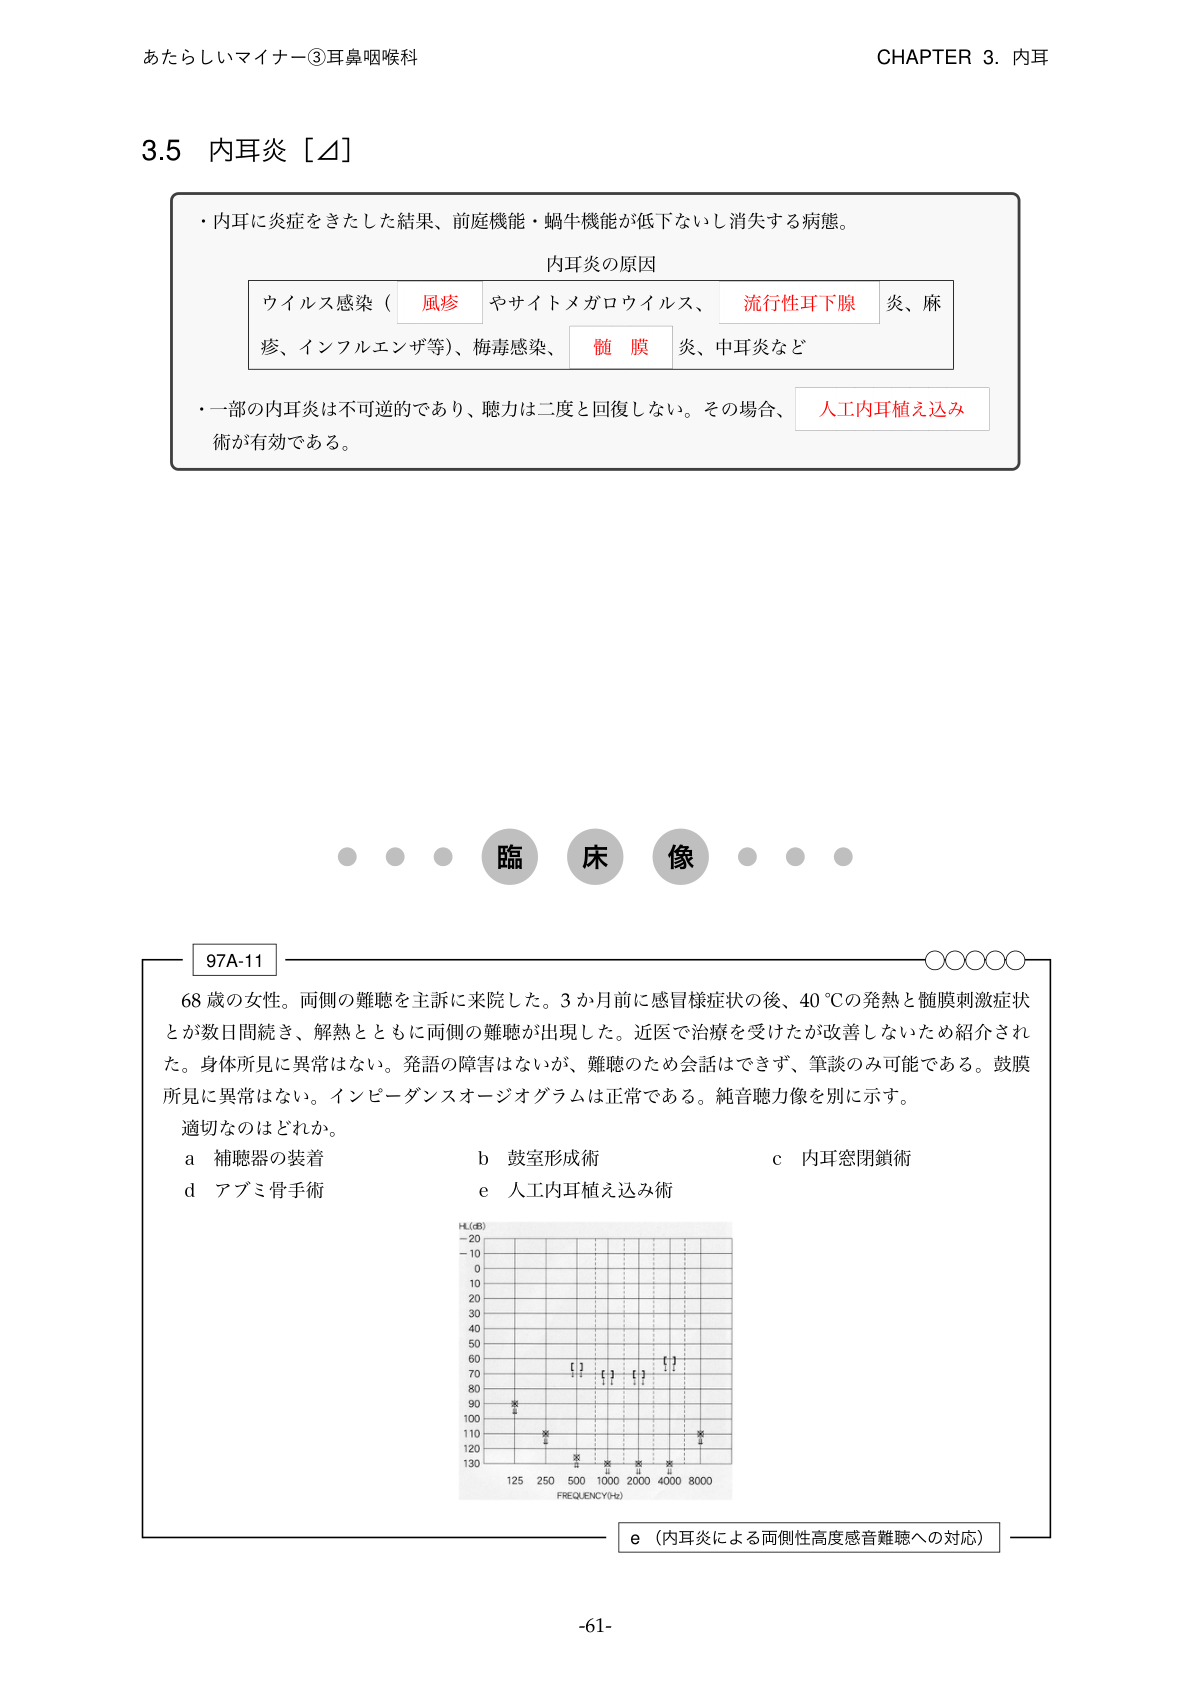 あたらしいマイナー③耳鼻咽喉科 CHAPTER 3. 内耳
3.5 内耳炎［⊿］
・内耳に炎症をきたした結果、前庭機能・蝸牛機能が低下ないし消失する病態。
内耳炎の原因
ウイルス感染（ 風疹 やサイトメガロウイルス、 流行性耳下腺 炎、麻
疹、インフルエンザ等）、梅毒感染、 髄 膜 炎、中耳炎など
・一部の内耳炎は不可逆的であり、聴力は二度と回復しない。その場合、 人工内耳植え込み
術が有効である。
臨 床 像
97A-11
68 歳の女性。両側の難聴を主訴に来院した。3 か月前に感冒様症状の後、40 ℃の発熱と髄膜刺激症状
とが数日間続き、解熱とともに両側の難聴が出現した。近医で治療を受けたが改善しないため紹介され
た。身体所見に異常はない。発語の障害はないが、難聴のため会話はできず、筆談のみ可能である。鼓膜
所見に異常はない。インピーダンスオージオグラムは正常である。純音聴力像を別に示す。
適切なのはどれか。
a 補聴器の装着 b 鼓室形成術 c 内耳窓閉鎖術
d アブミ骨手術 e 人工内耳植え込み術
HL(dB)
−20
−10
0
10
20
30
40
50
60
70
80
90
100
110
120
130
125 250 500 1000 2000 4000 8000
FREQUENCY(Hz)
e （内耳炎による両側性高度感音難聴への対応）
-61-